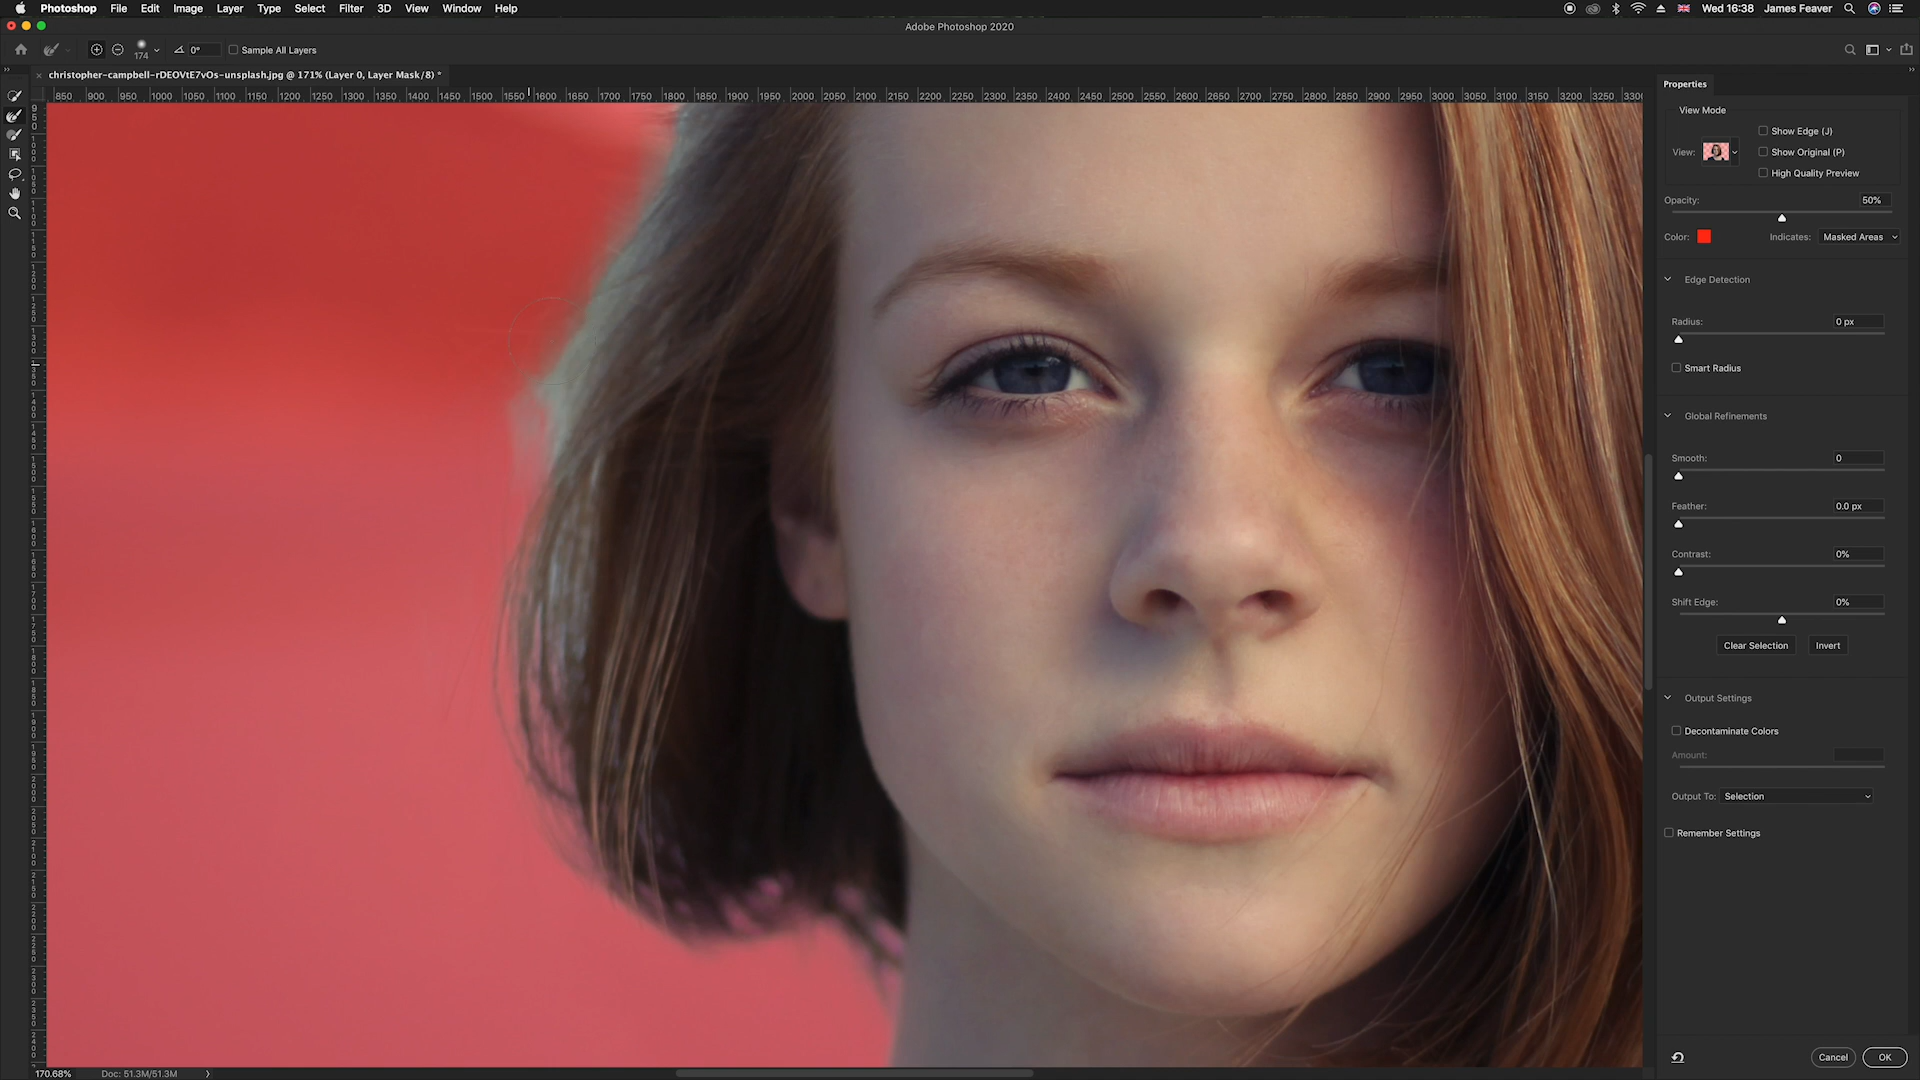 Photoshop File Edit Image Layer Type Select Filter 3D View Window Help
Wed 16:38 James Feaver
Adobe Photoshop 2020
174
0°
Sample All Layers
christopher-campbell-rDEOVtE7vOs-unsplash.jpg @ 171% (Layer 0, Layer Mask/8) *
850 900 950 1000 1050 1100 1150 1200 1250 1300 1350 1400 1450 1500 1550 1600 1650 1700 1750 1800 1850 1900 1950 2000 2050 2100 2150 2200 2250 2300 2350 2400 2450 2500 2550 2600 2650 2700 2750 2800 2850 2900 2950 3000 3050 3100 3150 3200 3250 3300
Properties
View Mode
View:
Show Edge (J)
Show Original (P)
High Quality Preview
Opacity: 50%
Color:
Indicates: Masked Areas
Edge Detection
Radius: 0 px
Smart Radius
Global Refinements
Smooth: 0
Feather: 0.0 px
Contrast: 0%
Shift Edge: 0%
Clear Selection
Invert
Output Settings
Decontaminate Colors
Amount:
Output To: Selection
Remember Settings
Cancel
OK
170.68% Doc: 51.3M/51.3M